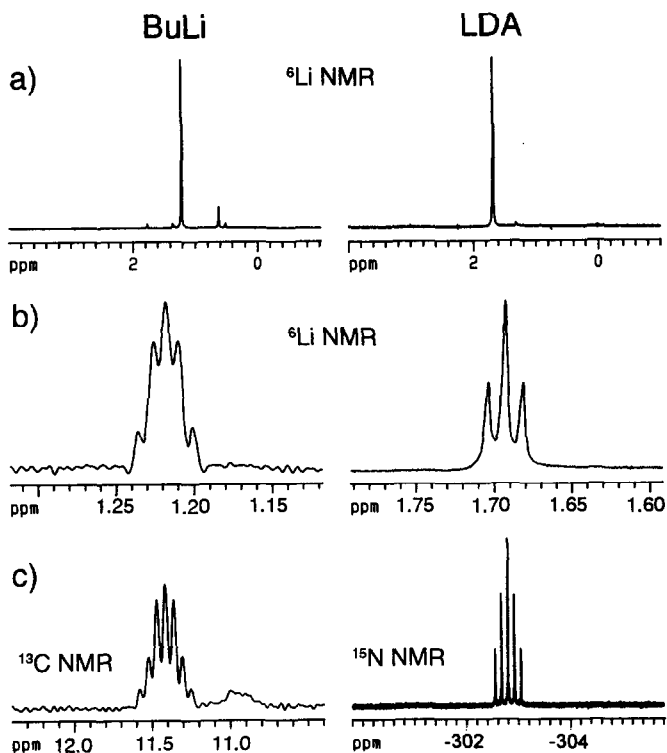 BuLi LDA
a) ⁶Li NMR
ppm 2 0 ppm 2 0
b) ⁶Li NMR
ppm 1.25 1.20 1.15 ppm 1.75 1.70 1.65 1.60
c)
¹³C NMR ¹⁵N NMR
ppm 12.0 11.5 11.0 ppm -302 -304